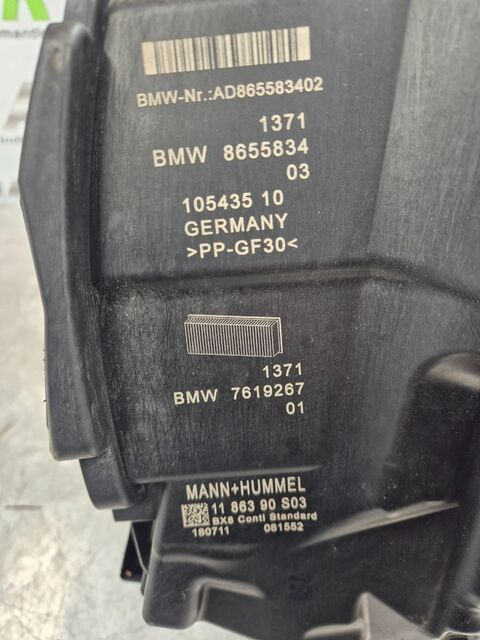 BMW-Nr.:AD865583402
1371
BMW 8655834
03
105435 10
GERMANY
>PP-GF30<
1371
BMW 7619267
01
MANN+HUMMEL
11 863 90 S03
BX8 Conti Standard
180711 081552